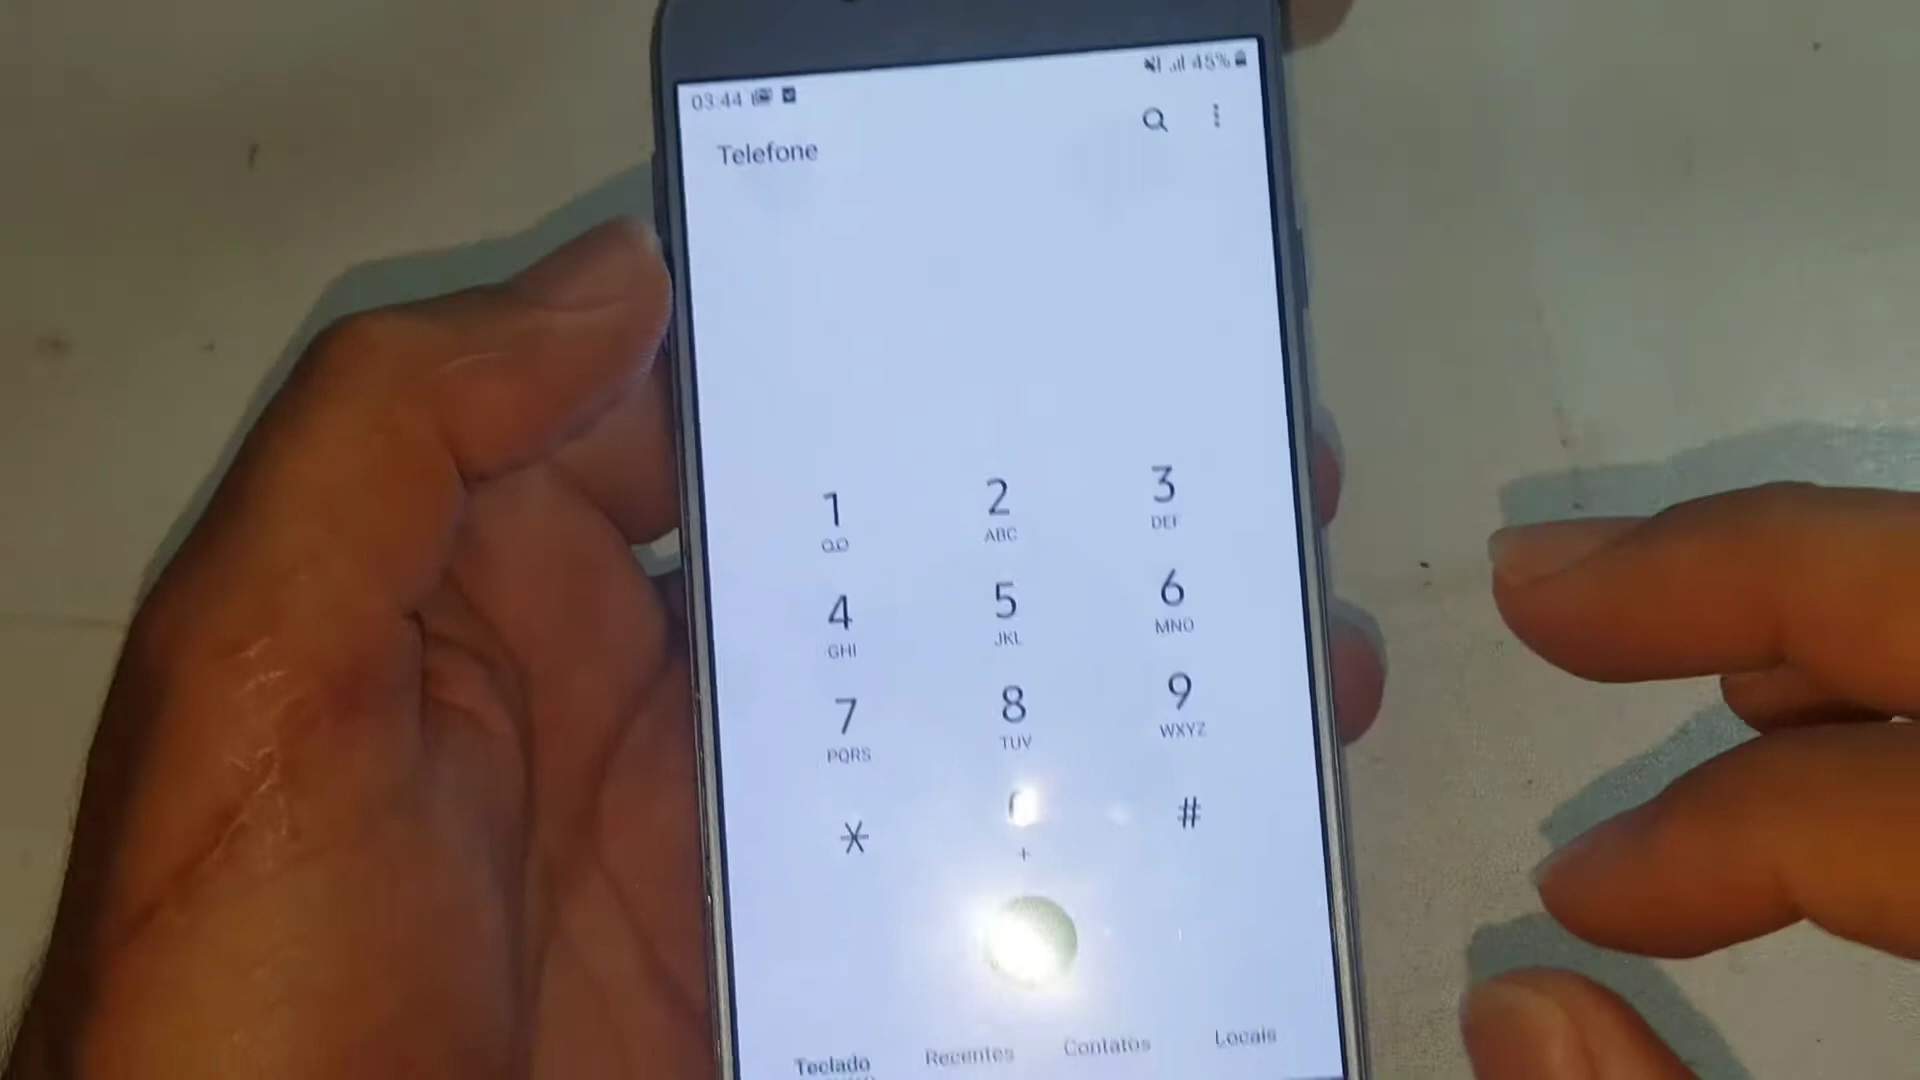 03:44 45%
Telefone
1 2 3
ABC DEF
4 5 6
GHI JKL MNO
7 8 9
PQRS TUV WXYZ
* 0 #
+
Teclado Recentes Contatos Locais